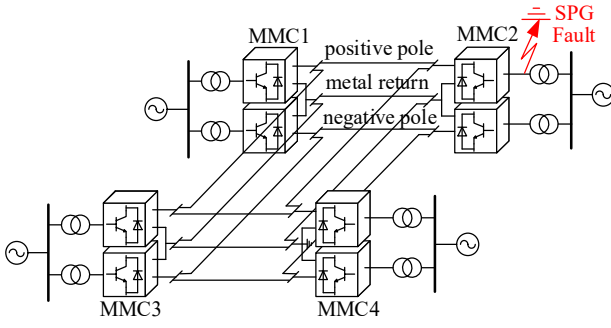 SPG
Fault
MMC1
MMC2
positive pole
metal return
negative pole
MMC3
MMC4